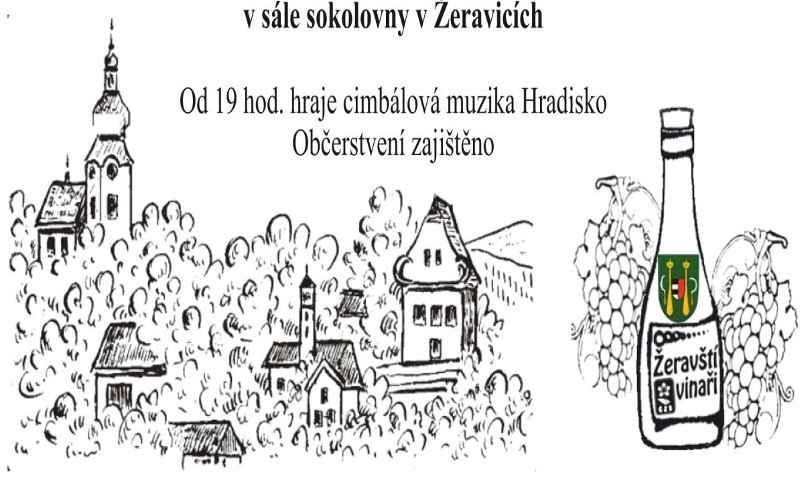 v sále sokolovny v Žeravicích
Od 19 hod. hraje cimbálová muzika Hradisko
Občerstvení zajištěno
Žeravští
vinaři